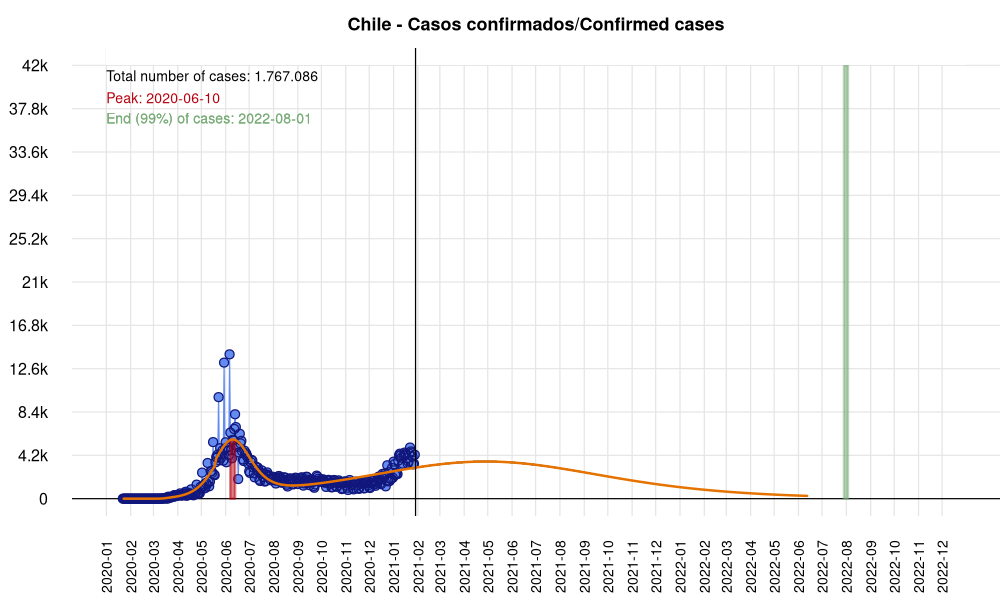 Chile - Casos confirmados/Confirmed cases
42k
Total number of cases: 1.767.086
Peak: 2020-06-10
End (99%) of cases: 2022-08-01
37.8k
33.6k
29.4k
25.2k
21k
16.8k
12.6k
8.4k
4.2k
0
2020-01
2020-02
2020-03
2020-04
2020-05
2020-06
2020-07
2020-08
2020-09
2020-10
2020-11
2020-12
2021-01
2021-02
2021-03
2021-04
2021-05
2021-06
2021-07
2021-08
2021-09
2021-10
2021-11
2021-12
2022-01
2022-02
2022-03
2022-04
2022-05
2022-06
2022-07
2022-08
2022-09
2022-10
2022-11
2022-12